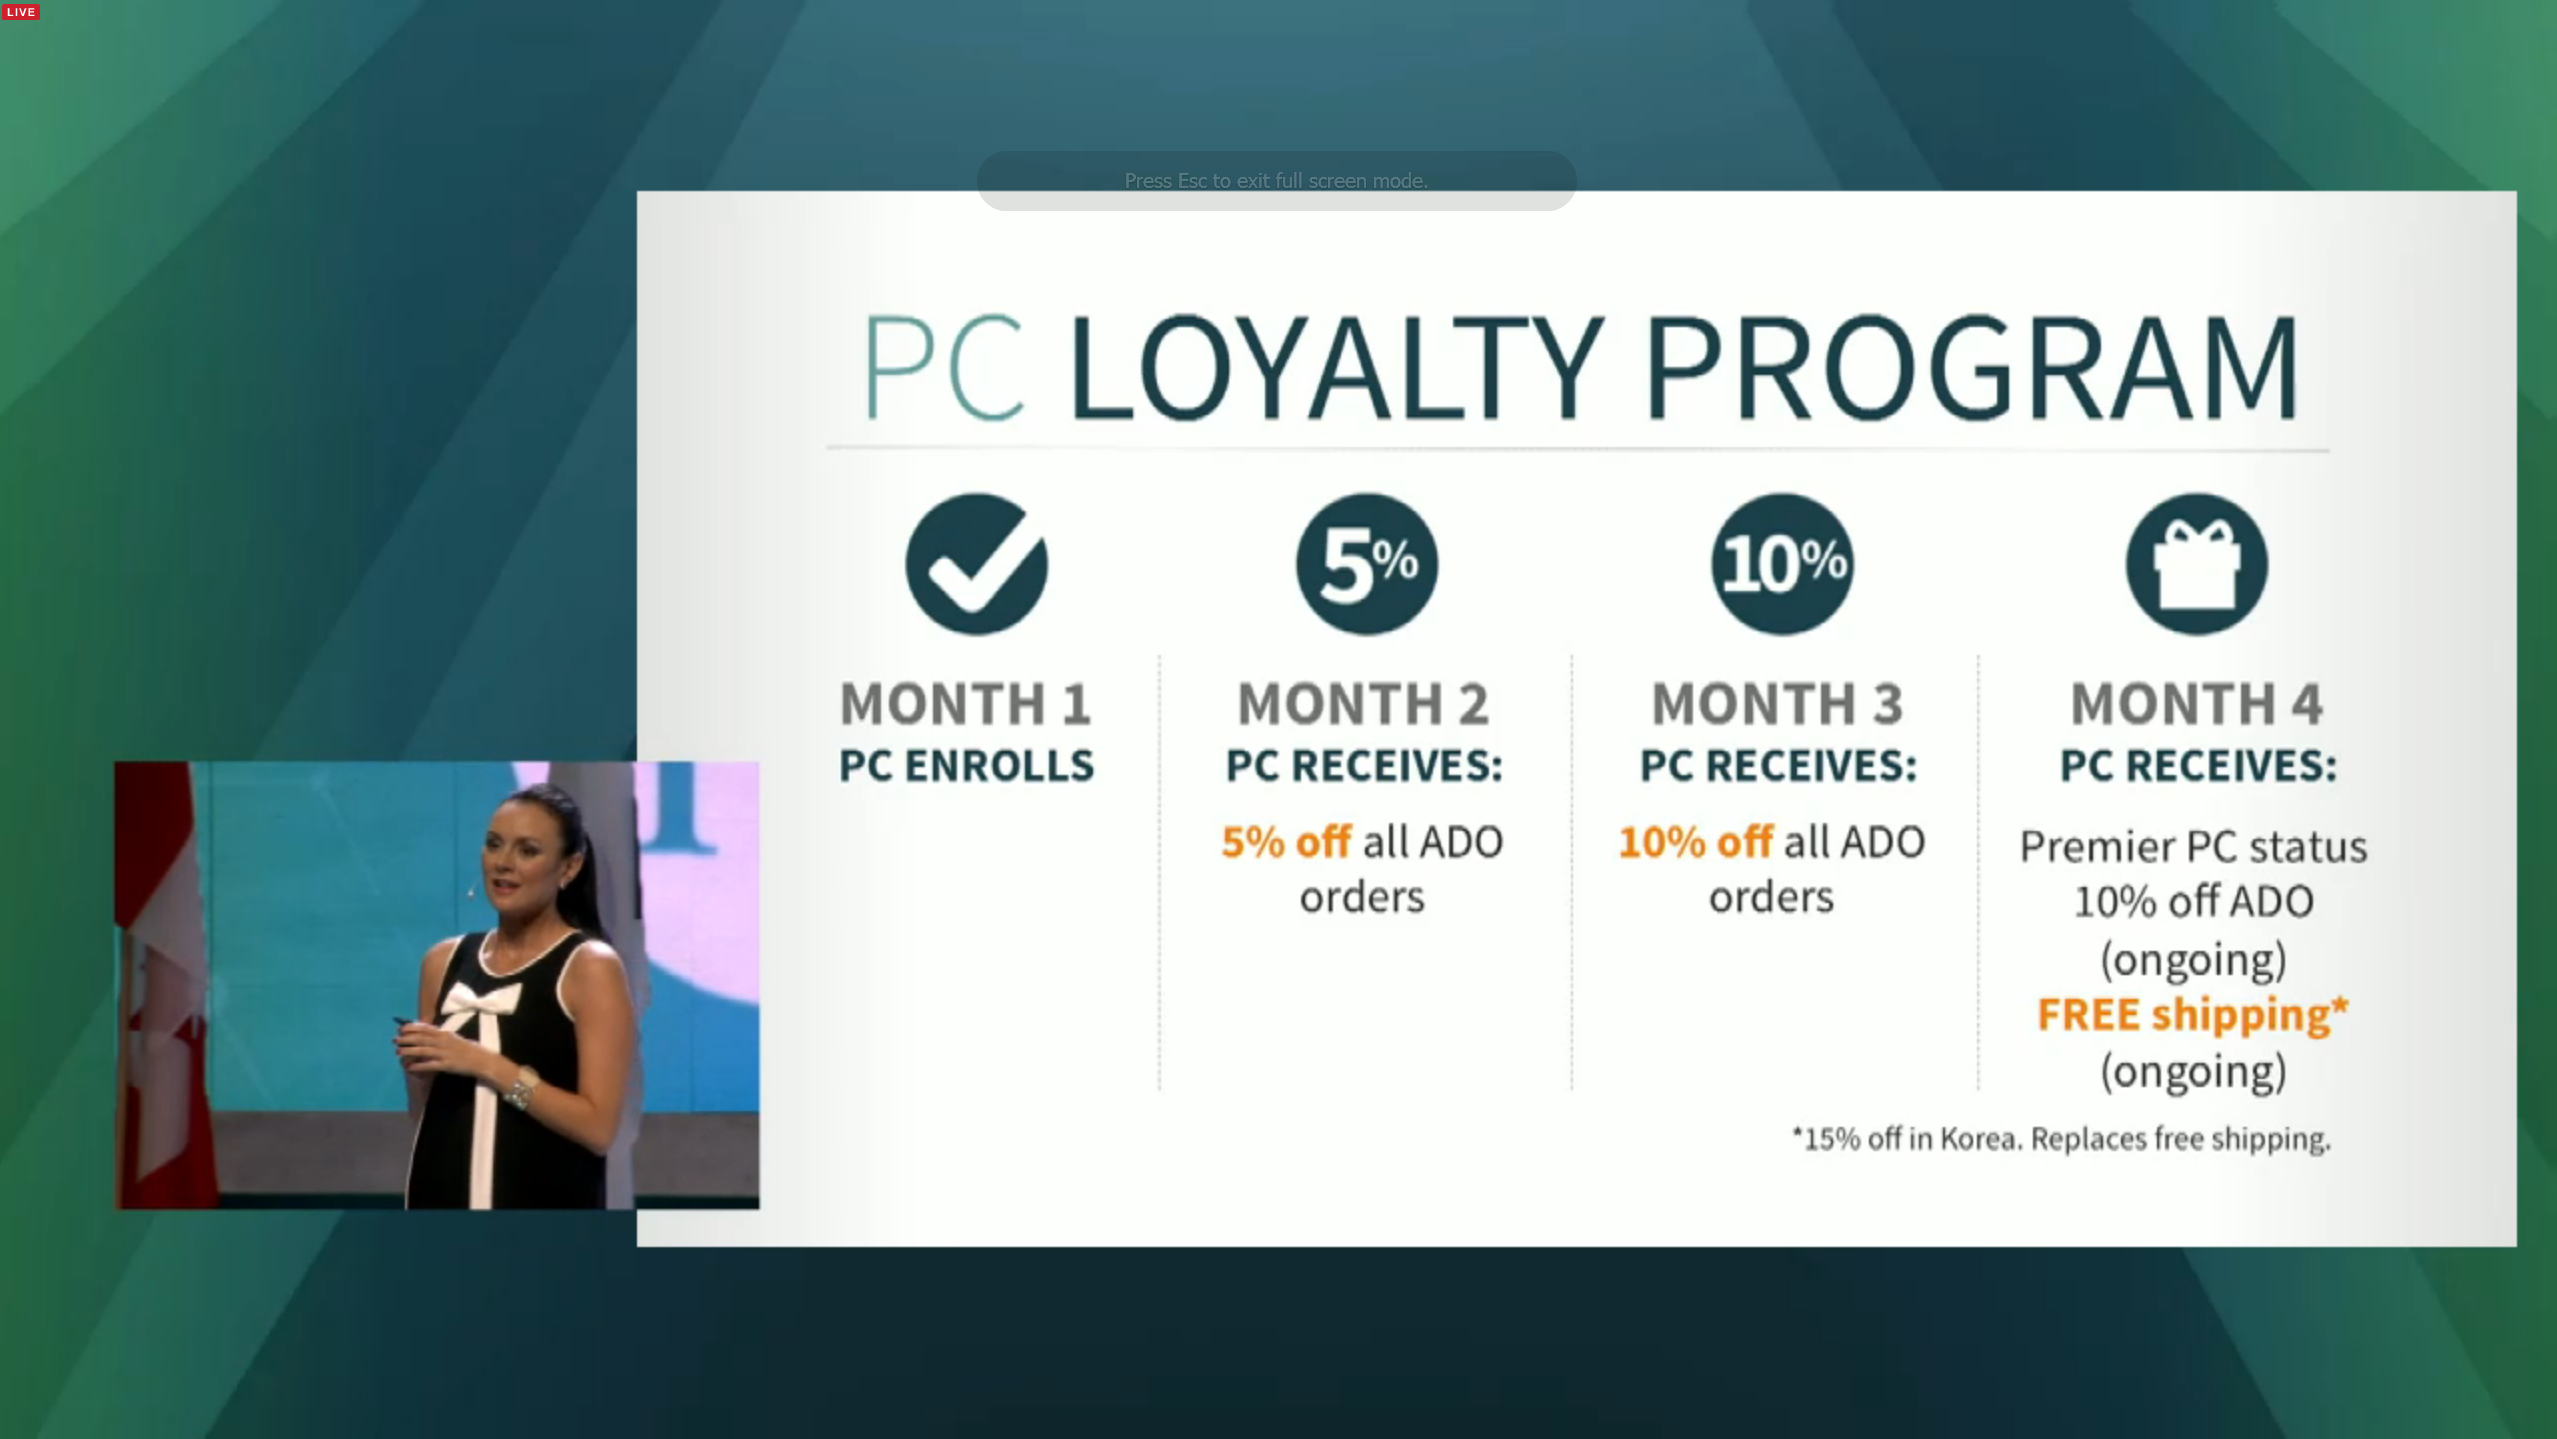 LIVE
Press Esc to exit full screen mode.
PC LOYALTY PROGRAM
5%
10%
MONTH 1
PC ENROLLS
MONTH 2
PC RECEIVES:
5% off all ADO
orders
MONTH 3
PC RECEIVES:
10% off all ADO
orders
MONTH 4
PC RECEIVES:
Premier PC status
10% off ADO
(ongoing)
FREE shipping*
(ongoing)
*15% off in Korea. Replaces free shipping.